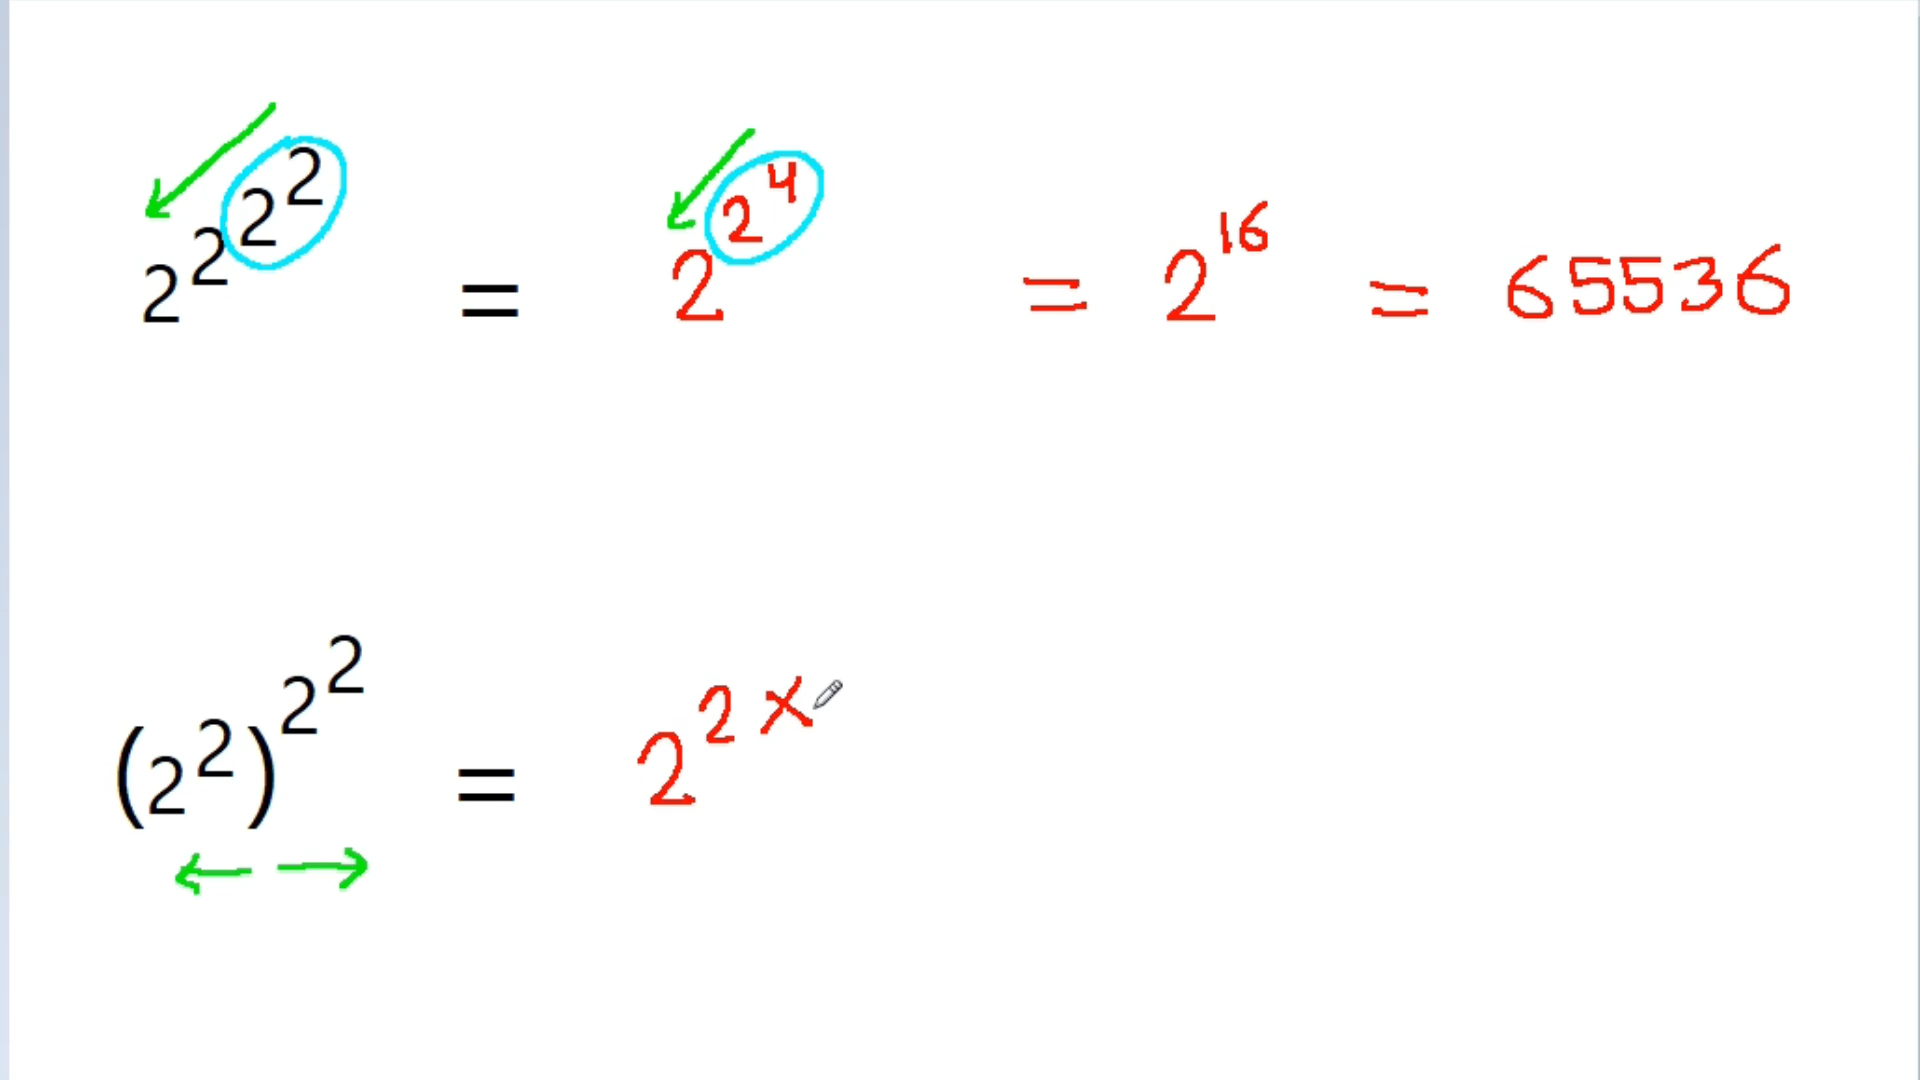 2^2^2^2 = 2^2^4 = 2^16 = 65536
(2^2)^2^2 = 2^2×